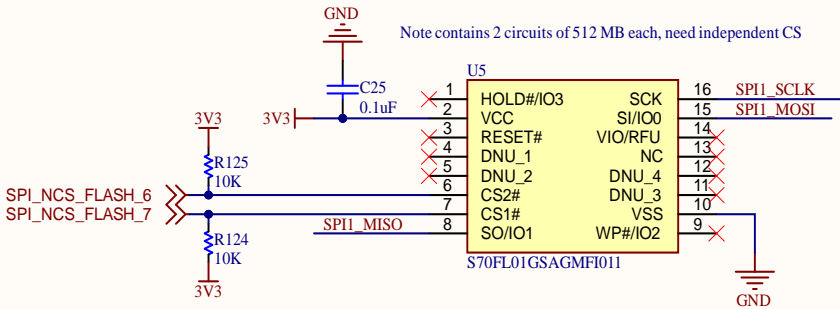 GND
Note contains 2 circuits of 512 MB each, need independent CS
U5
C25
0.1uF
3V3
3V3
R125
10K
SPI_NCS_FLASH_6
SPI_NCS_FLASH_7
R124
10K
3V3
SPI1_MISO
1 HOLD#/IO3 SCK 16 SPI1_SCLK
2 VCC SI/IO0 15 SPI1_MOSI
3 RESET# VIO/RFU 14
4 DNU_1 NC 13
5 DNU_2 DNU_4 12
6 CS2# DNU_3 11
7 CS1# VSS 10
8 SO/IO1 WP#/IO2 9
S70FL01GSAGMFI011
GND